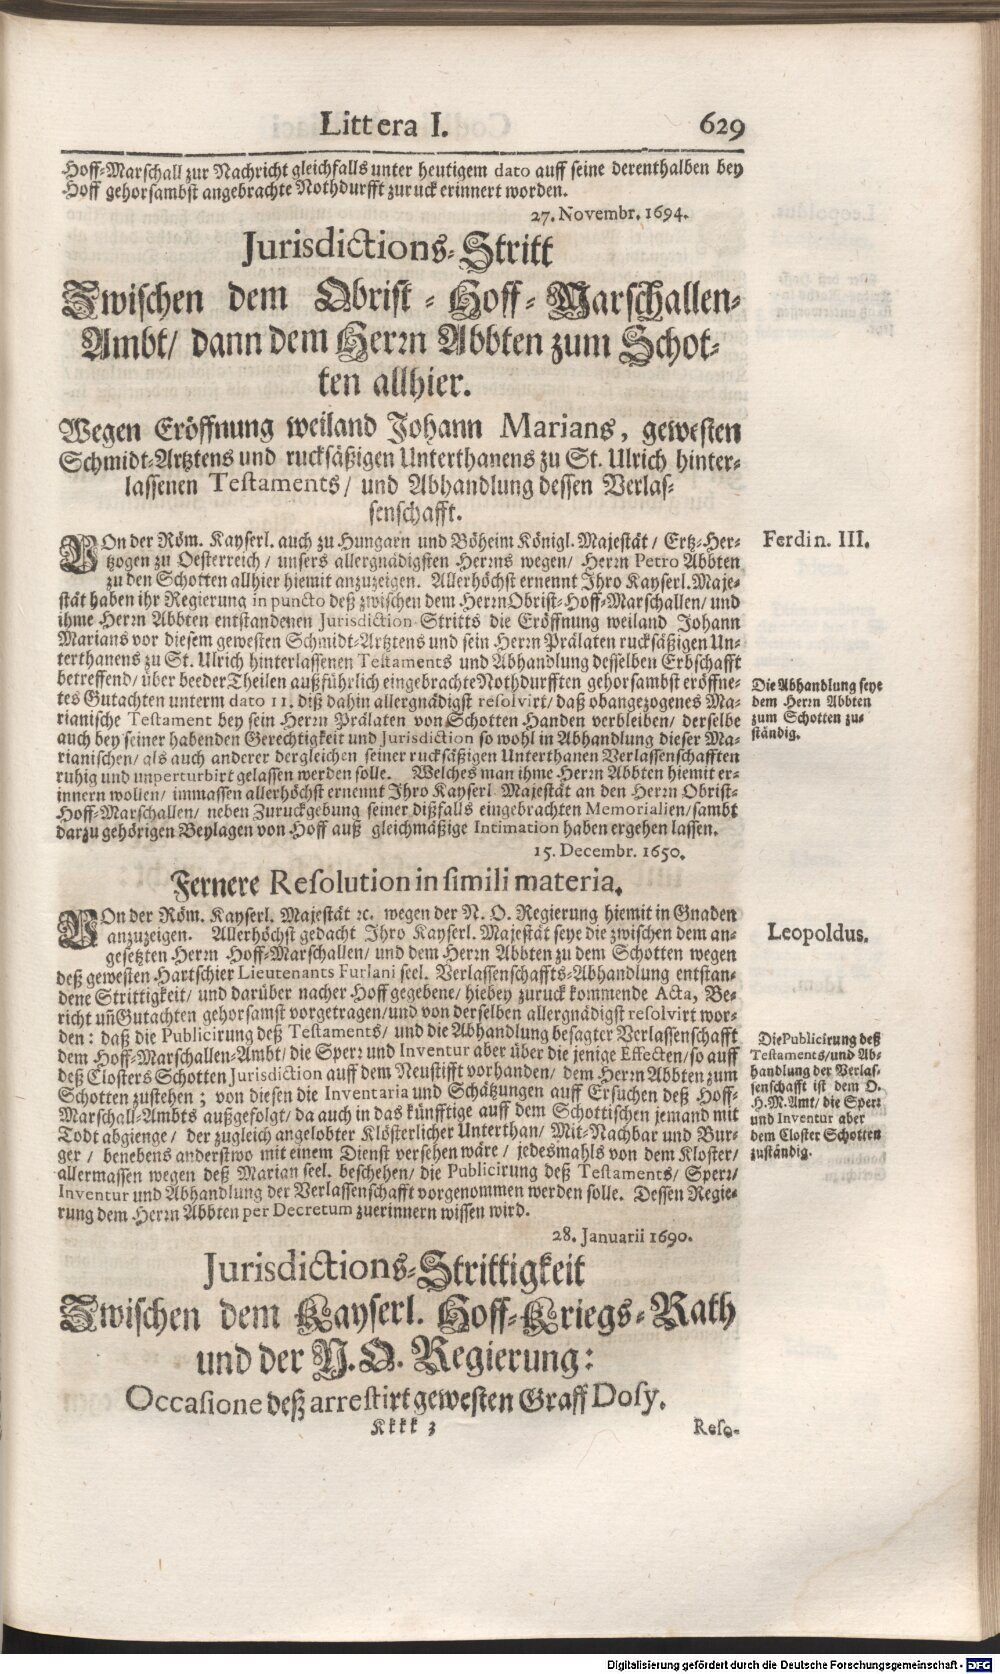 Littera I. 629
Hoff-Marschall zur Nachricht gleichfalls unter heutigem dato auff seine derenthalben bey
Hoff gehorsambst angebrachte Nothdurfft zuruck erinnert worden.
27. Novembr. 1694.
Jurisdictions-Stritt
Zwischen dem Obrist-Hoff-Marschallen-
Ambt/ dann dem Herrn Abbten zum Schot-
ten allhier.
Wegen Eröffnung weiland Johann Marians, gewesten
Schmidt-Artztens und rucksäßigen Unterthanens zu St. Ulrich hinter-
lassenen Testaments/ und Abhandlung dessen Verlas-
senschafft.
VOn der Röm. Kayserl. auch zu Hungarn und Böheim Königl. Majestät/ Ertz-Her-
tzogen zu Oesterreich/ unsers allergnädigsten Herrns wegen/ Herrn Petro Abbten
zu den Schotten allhier hiemit anzuzeigen. Allerhöchst ernennt Ihro Kayserl. Maje-
stät haben ihr Regierung in puncto deß zwischen dem Herrn Obrist-Hoff-Marschallen/ und
ihme Herrn Abbten entstandenen Jurisdiction-Stritts die Eröffnung weiland Johann
Marians vor diesem gewesten Schmidt-Artztens und sein Herrn Prälaten rucksäßigen Un-
terthanens zu St. Ulrich hinterlassenen Testaments und Abhandlung desselben Erbschafft
betreffend/ über beeder Theilen außführlich eingebrachte Nothdurfften gehorsambst eröffne-
tes Gutachten unterm dato 11. diß dahin allergnädigst resolvirt/ daß obangezogenes Ma-
rianische Testament bey sein Herrn Prälaten von Schotten Handen verbleiben/ derselbe
auch bey seiner habenden Gerechtigkeit und Jurisdiction so wohl in Abhandlung dieser Ma-
rianischen/ als auch anderer dergleichen seiner rucksäßigen Unterthanen Verlassenschafften
ruhig und unperturbirt gelassen werden solle. Welches man ihme Herrn Abbten hiemit er-
innern wollen/ immassen allerhöchst ernennt Ihro Kayserl. Majestät an den Herrn Obrist-
Hoff-Marschallen/ neben Zuruckgebung seiner dißfalls eingebrachten Memorialien/ sambt
darzu gehörigen Beylagen von Hoff auß gleichmäßige Intimation haben ergehen lassen.
15. Decembr. 1650.
Ferdin. III.
Die Abhandlung seye
dem Herrn Abbten
zum Schotten zu-
ständig.
Fernere Resolution in simili materia.
VOn der Röm. Kayserl. Majestät ꝛc. wegen der N. O. Regierung hiemit in Gnaden
anzuzeigen. Allerhöchst gedacht Ihro Kayserl. Majestät seye die zwischen dem an-
gesetzten Herrn Hoff-Marschallen/ und dem Herrn Abbten zu dem Schotten wegen
deß gewesten Hartschier Lieutenants Furlani seel. Verlassenschaffts-Abhandlung entstan-
dene Strittigkeit/ und darüber nacher Hoff gegebene/ hiebey zuruck kommende Acta, Be-
richt uñ Gutachten gehorsamst vorgetragen/ und von derselben allergnädigst resolvirt wor-
den: daß die Publicirung deß Testaments/ und die Abhandlung besagter Verlassenschafft
dem Hoff-Marschallen-Ambt/ die Sperr und Inventur aber über die jenige Effecten/ so auff
deß Closters Schotten Jurisdiction auff dem Neustifft vorhanden/ dem Herrn Abbten zum
Schotten zustehen; von diesen die Inventaria und Schätzungen auff Ersuchen deß Hoff-
Marschall-Ambts außgefolgt/ da auch in das künfftige auff dem Schottischen jemand mit
Todt abgienge/ der zugleich angelobter Klösterlicher Unterthan/ Mit-Nachbar und Bur-
ger/ benebens anderstwo mit einem Dienst versehen wäre/ jedesmahls von dem Kloster/
allermassen wegen deß Marian seel. beschehen/ die Publicirung deß Testaments/ Sperr/
Inventur und Abhandlung der Verlassenschafft vorgenommen werden solle. Dessen Regie-
rung dem Herrn Abbten per Decretum zuerinnern wissen wird.
28. Januarii 1690.
Leopoldus.
Die Publicirung deß
Testaments/ und Ab-
handlung der Verlas-
senschafft ist dem O.
H. M. Amt/ die Sperr
und Inventur aber
dem Closter Schotten
zuständig.
Jurisdictions-Strittigkeit
Zwischen dem Kayserl. Hoff-Kriegs-Rath
und der N. O. Regierung:
Occasione deß arrestirt gewesten Graff Dosy.
Kkkk 3 Reso-
Digitalisierung gefördert durch die Deutsche Forschungsgemeinschaft - DFG